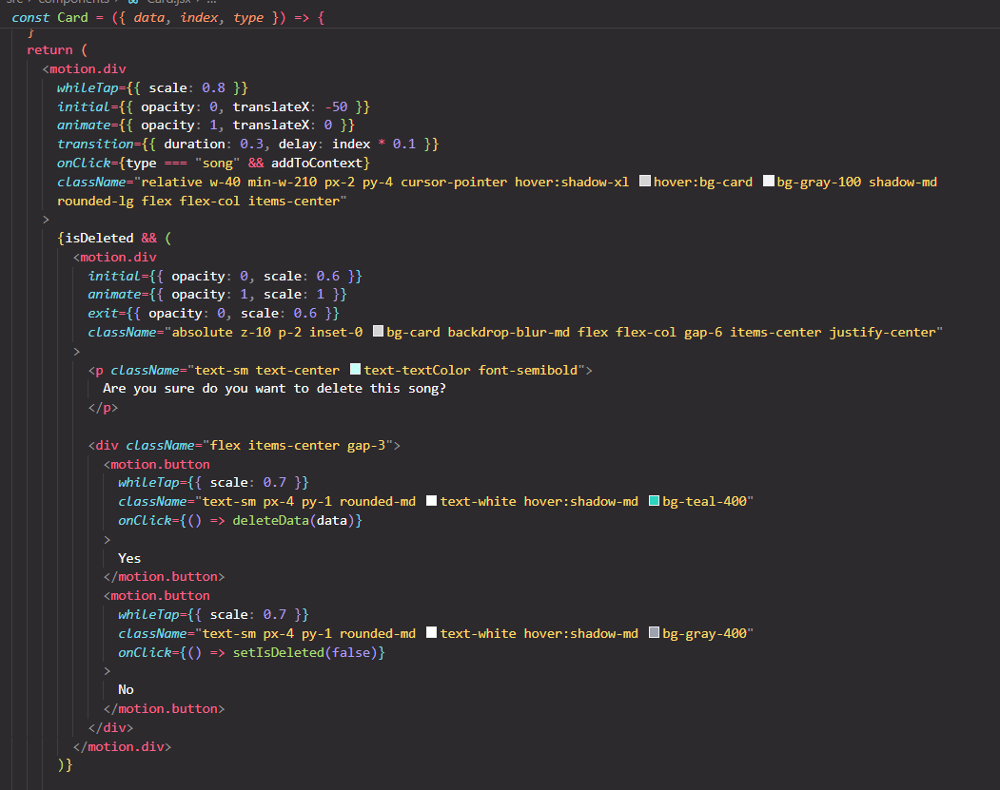 src > components > Card.jsx > ...
const Card = ({ data, index, type }) => {
}
return (
<motion.div
whileTap={{ scale: 0.8 }}
initial={{ opacity: 0, translateX: -50 }}
animate={{ opacity: 1, translateX: 0 }}
transition={{ duration: 0.3, delay: index * 0.1 }}
onClick={type === "song" && addToContext}
className="relative w-40 min-w-210 px-2 py-4 cursor-pointer hover:shadow-xl hover:bg-card bg-gray-100 shadow-md
rounded-lg flex flex-col items-center"
>
{isDeleted && (
<motion.div
initial={{ opacity: 0, scale: 0.6 }}
animate={{ opacity: 1, scale: 1 }}
exit={{ opacity: 0, scale: 0.6 }}
className="absolute z-10 p-2 inset-0 bg-card backdrop-blur-md flex flex-col gap-6 items-center justify-center"
>
<p className="text-sm text-center text-textColor font-semibold">
Are you sure do you want to delete this song?
</p>
<div className="flex items-center gap-3">
<motion.button
whileTap={{ scale: 0.7 }}
className="text-sm px-4 py-1 rounded-md text-white hover:shadow-md bg-teal-400"
onClick={() => deleteData(data)}
>
Yes
</motion.button>
<motion.button
whileTap={{ scale: 0.7 }}
className="text-sm px-4 py-1 rounded-md text-white hover:shadow-md bg-gray-400"
onClick={() => setIsDeleted(false)}
>
No
</motion.button>
</div>
</motion.div>
)}